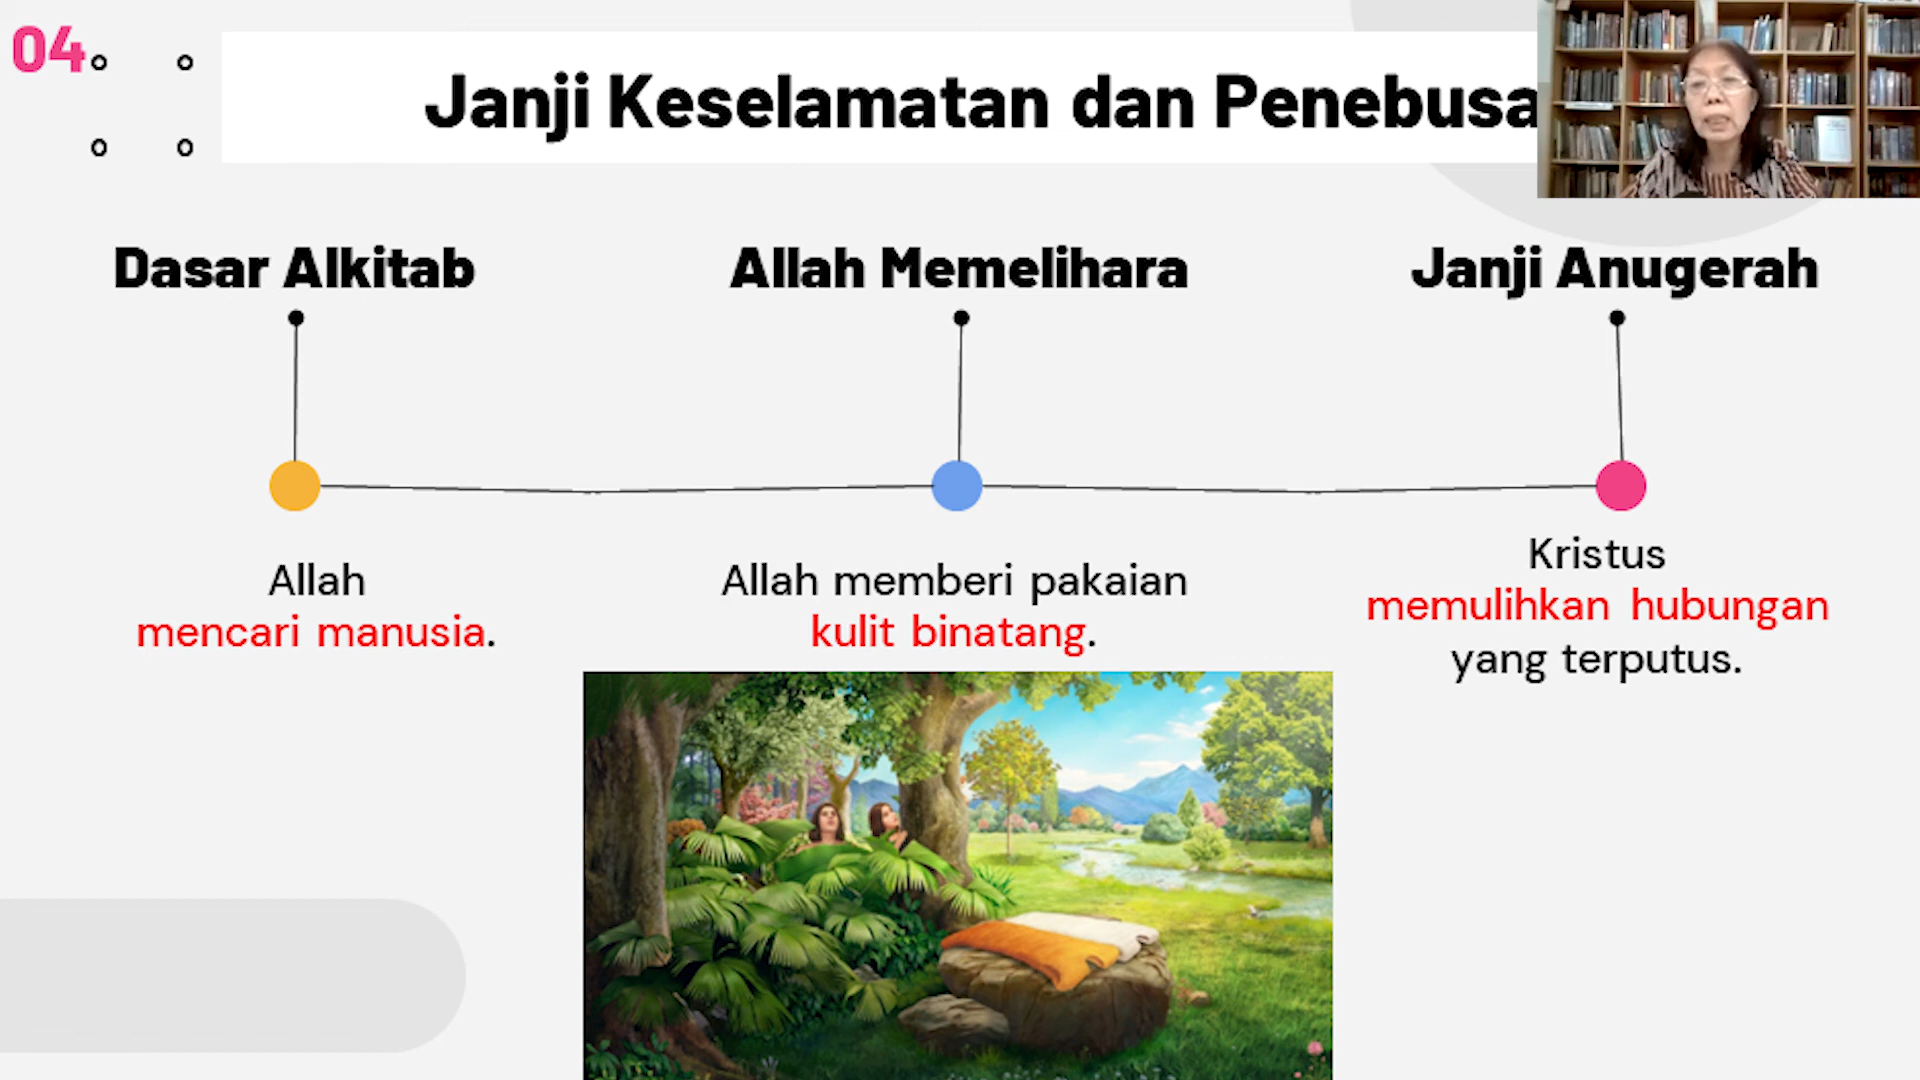 04
Janji Keselamatan dan Penebusa
Dasar Alkitab
Allah Memelihara
Janji Anugerah
Allah
mencari manusia.
Allah memberi pakaian
kulit binatang.
Kristus
memulihkan hubungan
yang terputus.